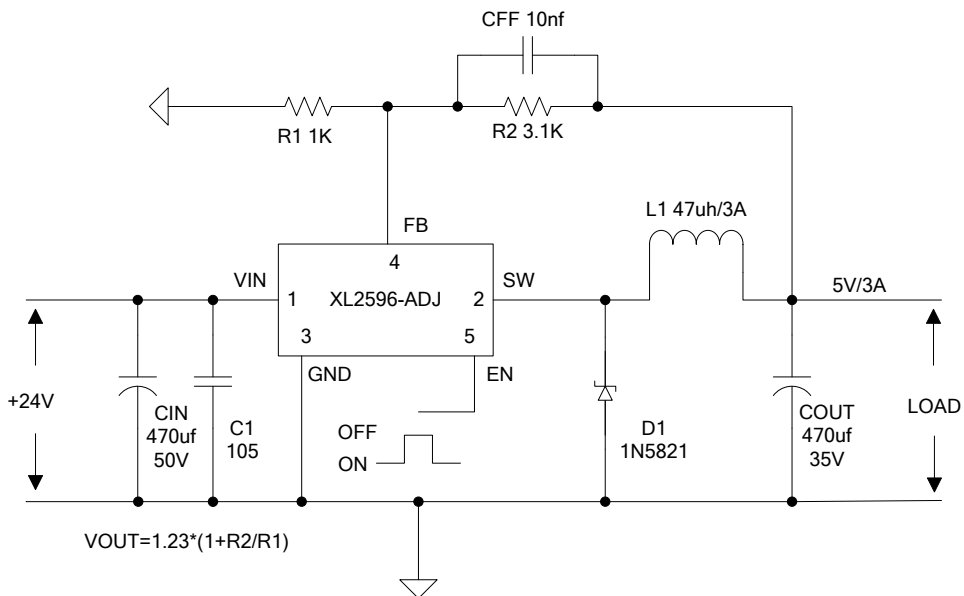 CFF 10nf
R1 1K
R2 3.1K
L1 47uh/3A
FB
4
VIN
1
XL2596-ADJ
2
SW
5V/3A
3
5
GND
EN
+24V
CIN
470uf
50V
C1
105
OFF
ON
D1
1N5821
COUT
470uf
35V
LOAD
VOUT=1.23*(1+R2/R1)